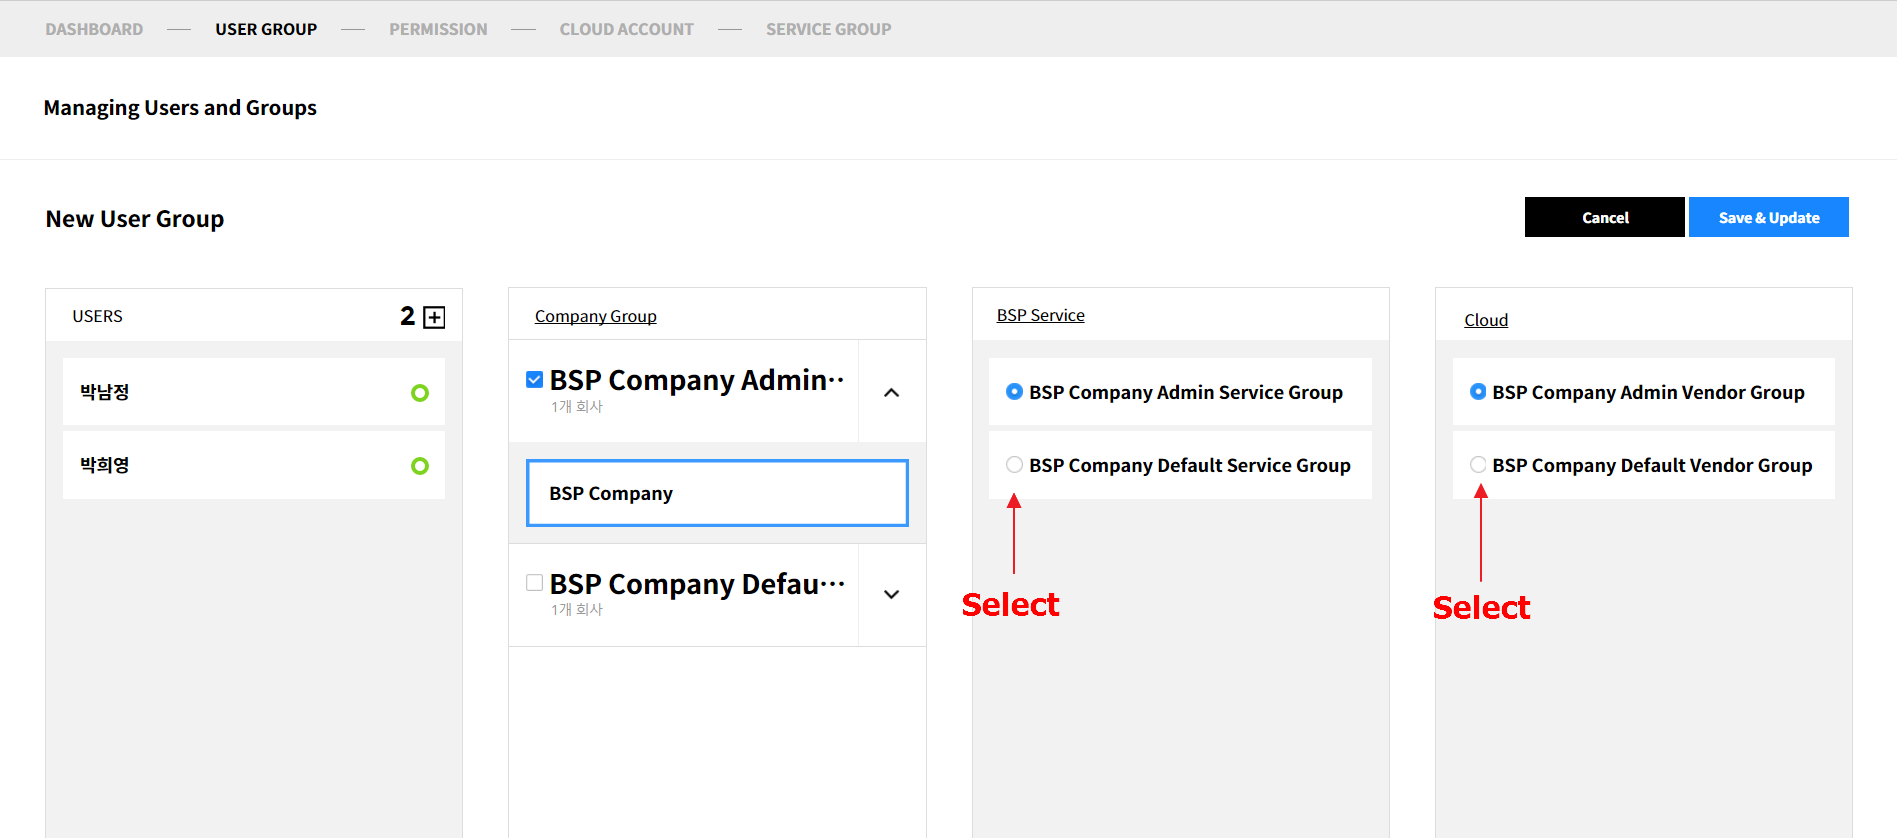 DASHBOARD USER GROUP PERMISSION CLOUD ACCOUNT SERVICE GROUP
Managing Users and Groups
New User Group
Cancel
Save & Update
USERS
2
박남정
박희영
Company Group
BSP Company Admin··
1개 회사
BSP Company
BSP Company Defau···
1개 회사
BSP Service
BSP Company Admin Service Group
BSP Company Default Service Group
Select
Cloud
BSP Company Admin Vendor Group
BSP Company Default Vendor Group
Select